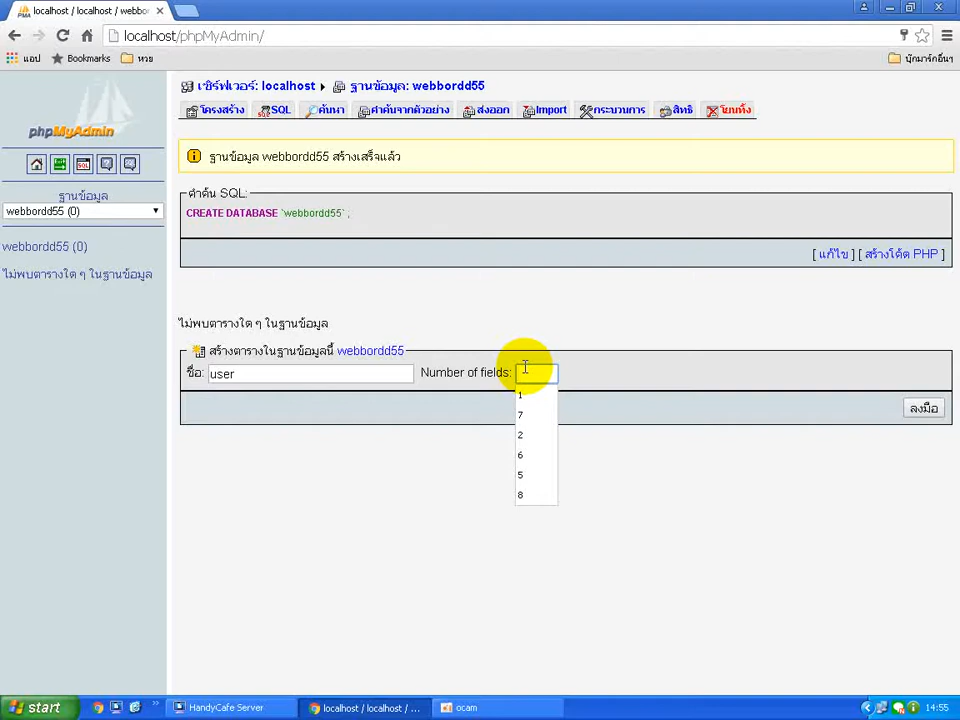 localhost / localhost / webbo
localhost/phpMyAdmin/
แอป Bookmarks หวย บุ๊กมาร์กอื่นๆ
phpMyAdmin
ฐานข้อมูล
webbordd55 (0)
webbordd55 (0)
ไม่พบตารางใด ๆ ในฐานข้อมูล
เซิร์ฟเวอร์: localhost ฐานข้อมูล: webbordd55
โครงสร้าง SQL ค้นหา คำค้นจากตัวอย่าง ส่งออก Import กระบวนการ สิทธิ โยนทิ้ง
ฐานข้อมูล webbordd55 สร้างเสร็จแล้ว
คำค้น SQL:
CREATE DATABASE `webbordd55` ;
[ แก้ไข ] [ สร้างโค้ด PHP ]
ไม่พบตารางใด ๆ ในฐานข้อมูล
สร้างตารางในฐานข้อมูลนี้ webbordd55
ชื่อ: user Number of fields:
1
7
2
6
5
8
ลงมือ
start HandyCafe Server localhost / localhost / ... ocam 14:55